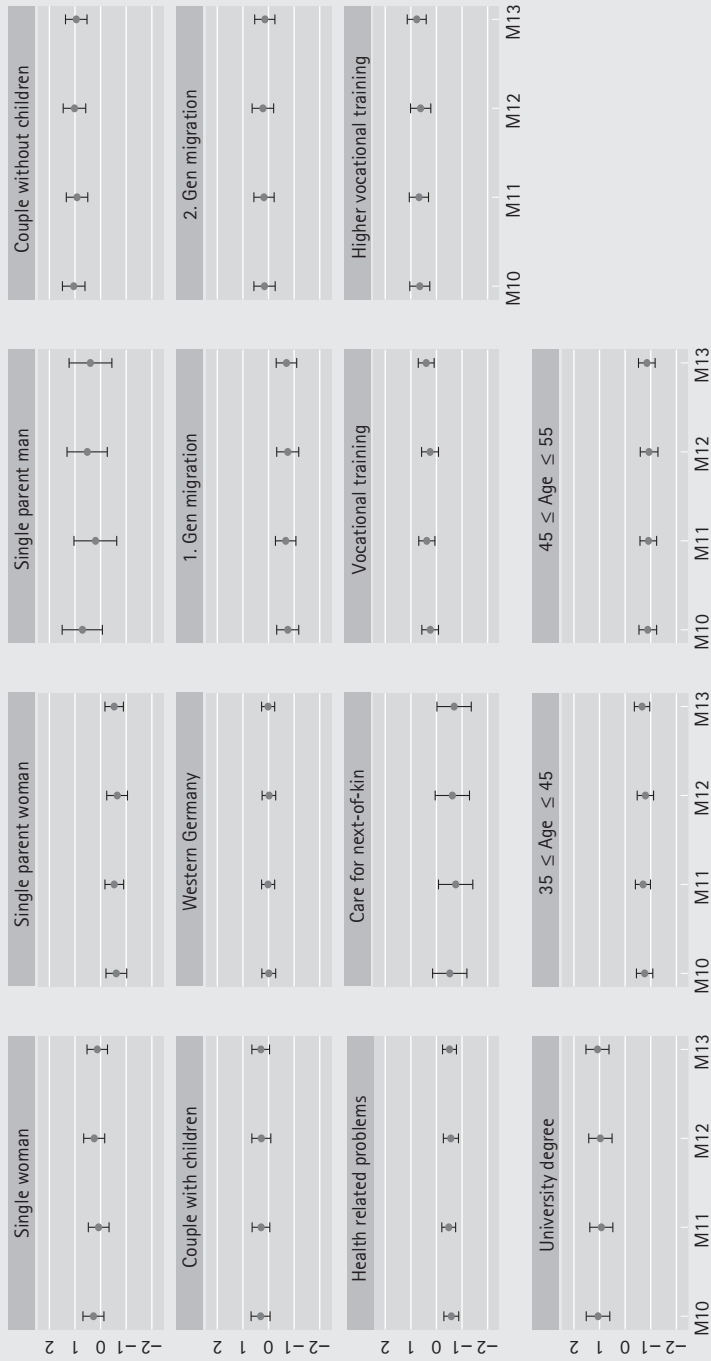 Single woman
Single parent woman
Single parent man
Couple without children
2
1
0
−1
−2
Couple with children
Western Germany
1. Gen migration
2. Gen migration
2
1
0
−1
−2
Health related problems
Care for next-of-kin
Vocational training
Higher vocational training
2
1
0
−1
−2
M10 M11 M12 M13
University degree
35 ≤ Age ≤ 45
45 ≤ Age ≤ 55
2
1
0
−1
−2
M10 M11 M12 M13
M10 M11 M12 M13
M10 M11 M12 M13